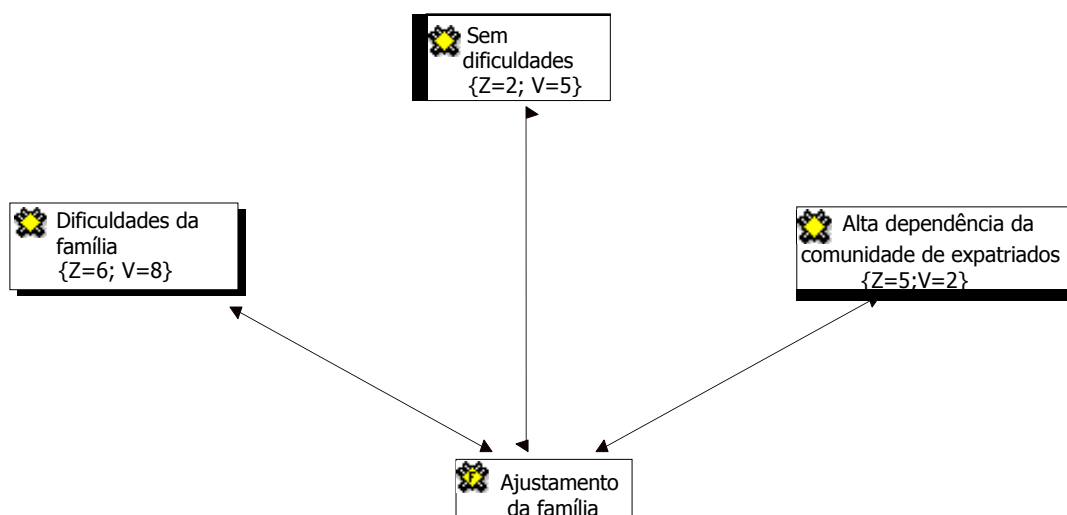 Sem
dificuldades
{Z=2; V=5}
Dificuldades da
família
{Z=6; V=8}
Alta dependência da
comunidade de expatriados
{Z=5;V=2}
F
Ajustamento
da família